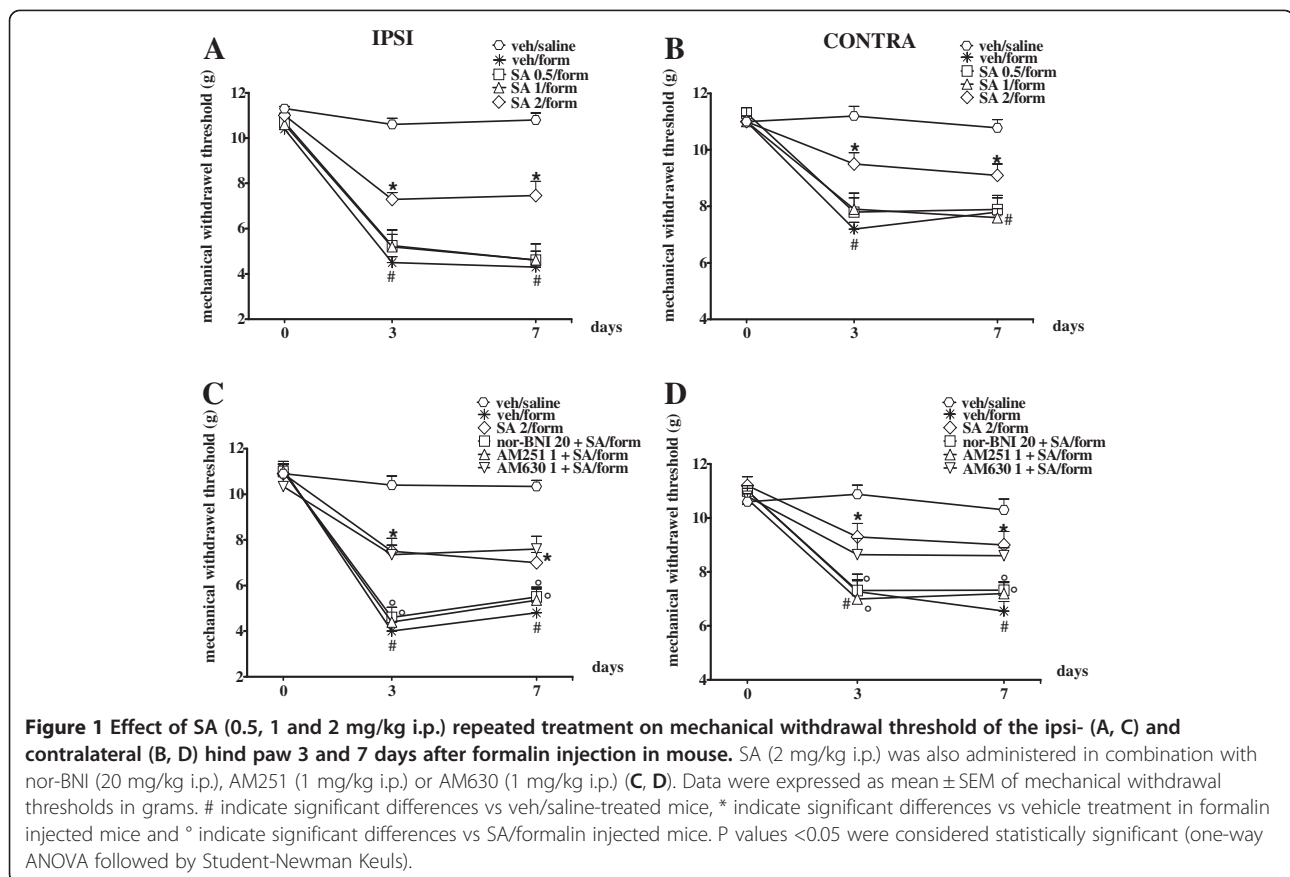 A
IPSI
veh/saline
veh/form
SA 0.5/form
SA 1/form
SA 2/form
mechanical withdrawel threshold (g)
12
10
8
6
4
2
*
*
#
#
0
3
7
days
B
CONTRA
veh/saline
veh/form
SA 0.5/form
SA 1/form
SA 2/form
mechanical withdrawel threshold (g)
12
10
8
6
4
*
*
#
#
0
3
7
days
C
veh/saline
veh/form
SA 2/form
nor-BNI 20 + SA/form
AM251 1 + SA/form
AM630 1 + SA/form
mechanical withdrawel threshold (g)
12
10
8
6
4
2
*
*
°
°
°
°
#
#
0
3
7
days
D
veh/saline
veh/form
SA 2/form
nor-BNI 20 + SA/form
AM251 1 + SA/form
AM630 1 + SA/form
mechanical withdrawel threshold (g)
12
10
8
6
4
*
*
°
°
°
°
#
#
0
3
7
days
Figure 1 Effect of SA (0.5, 1 and 2 mg/kg i.p.) repeated treatment on mechanical withdrawal threshold of the ipsi- (A, C) and
contralateral (B, D) hind paw 3 and 7 days after formalin injection in mouse. SA (2 mg/kg i.p.) was also administered in combination with
nor-BNI (20 mg/kg i.p.), AM251 (1 mg/kg i.p.) or AM630 (1 mg/kg i.p.) (C, D). Data were expressed as mean ± SEM of mechanical withdrawal
thresholds in grams. # indicate significant differences vs veh/saline-treated mice, * indicate significant differences vs vehicle treatment in formalin
injected mice and ° indicate significant differences vs SA/formalin injected mice. P values <0.05 were considered statistically significant (one-way
ANOVA followed by Student-Newman Keuls).